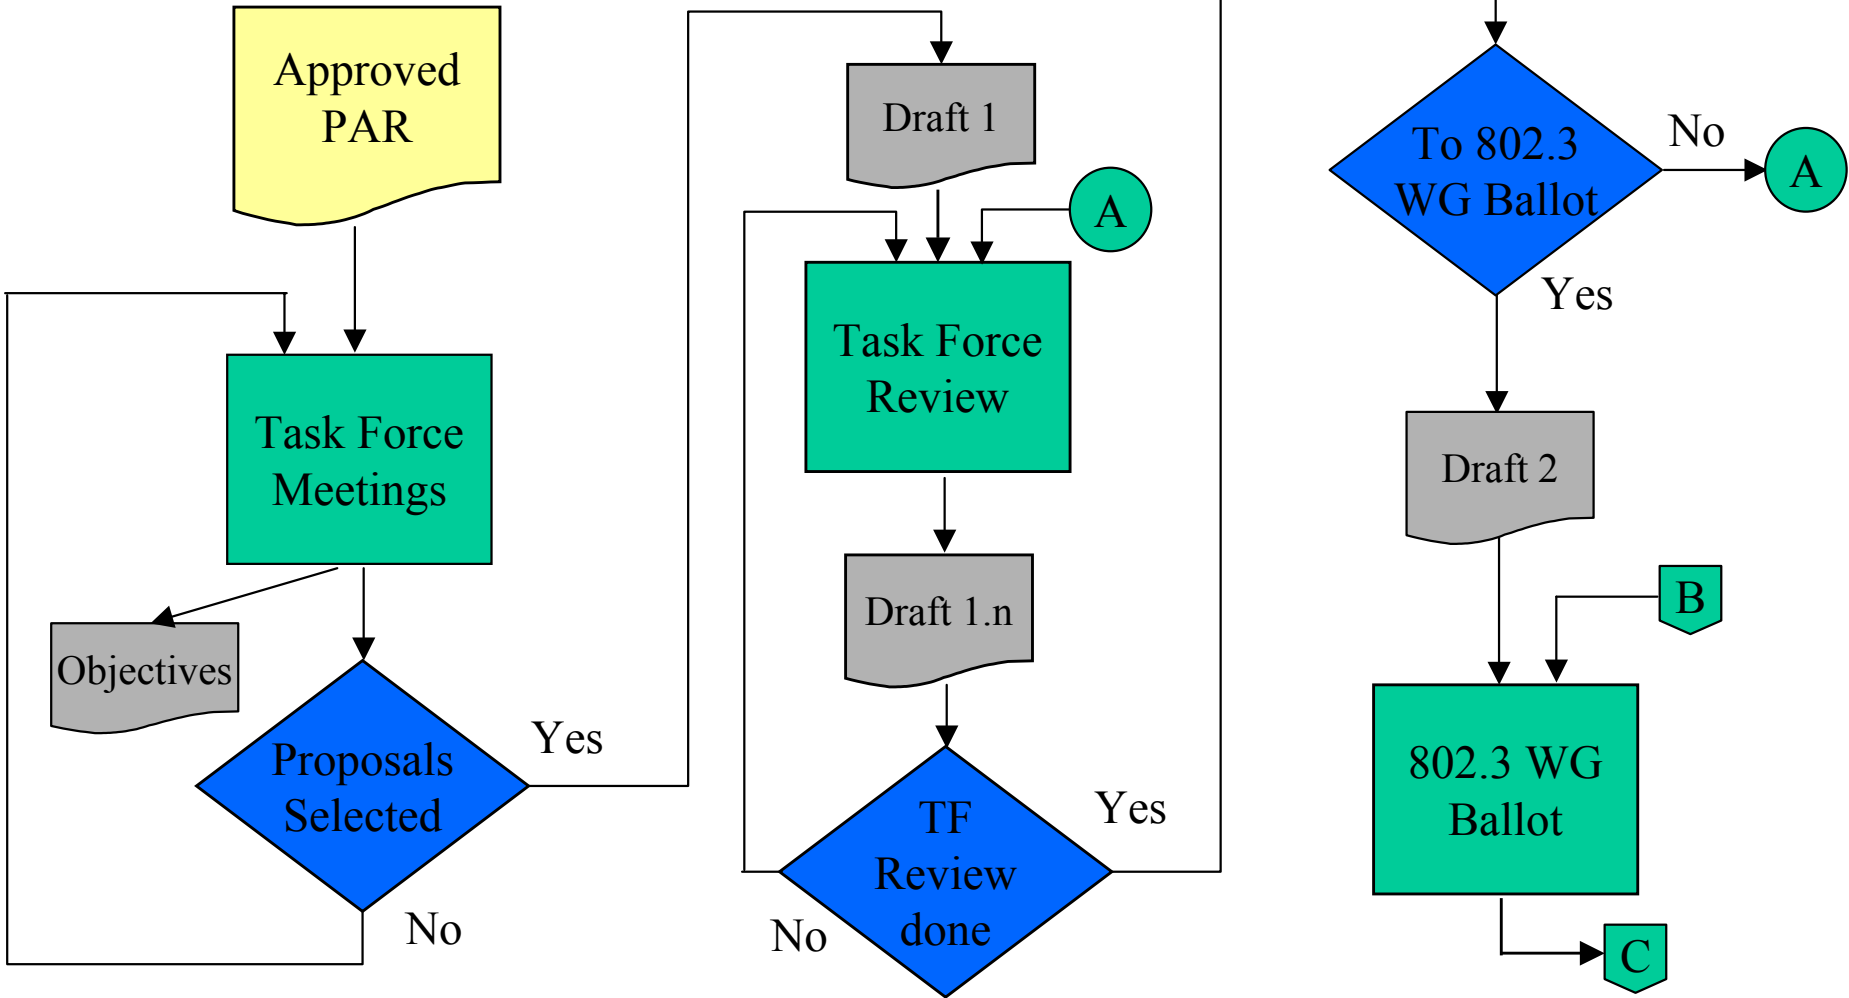 Approved
PAR
Task Force
Meetings
Objectives
Proposals
Selected
Yes
No
Draft 1
A
Task Force
Review
Draft 1.n
TF
Review
done
Yes
No
To 802.3
WG Ballot
No
A
Yes
Draft 2
B
802.3 WG
Ballot
C